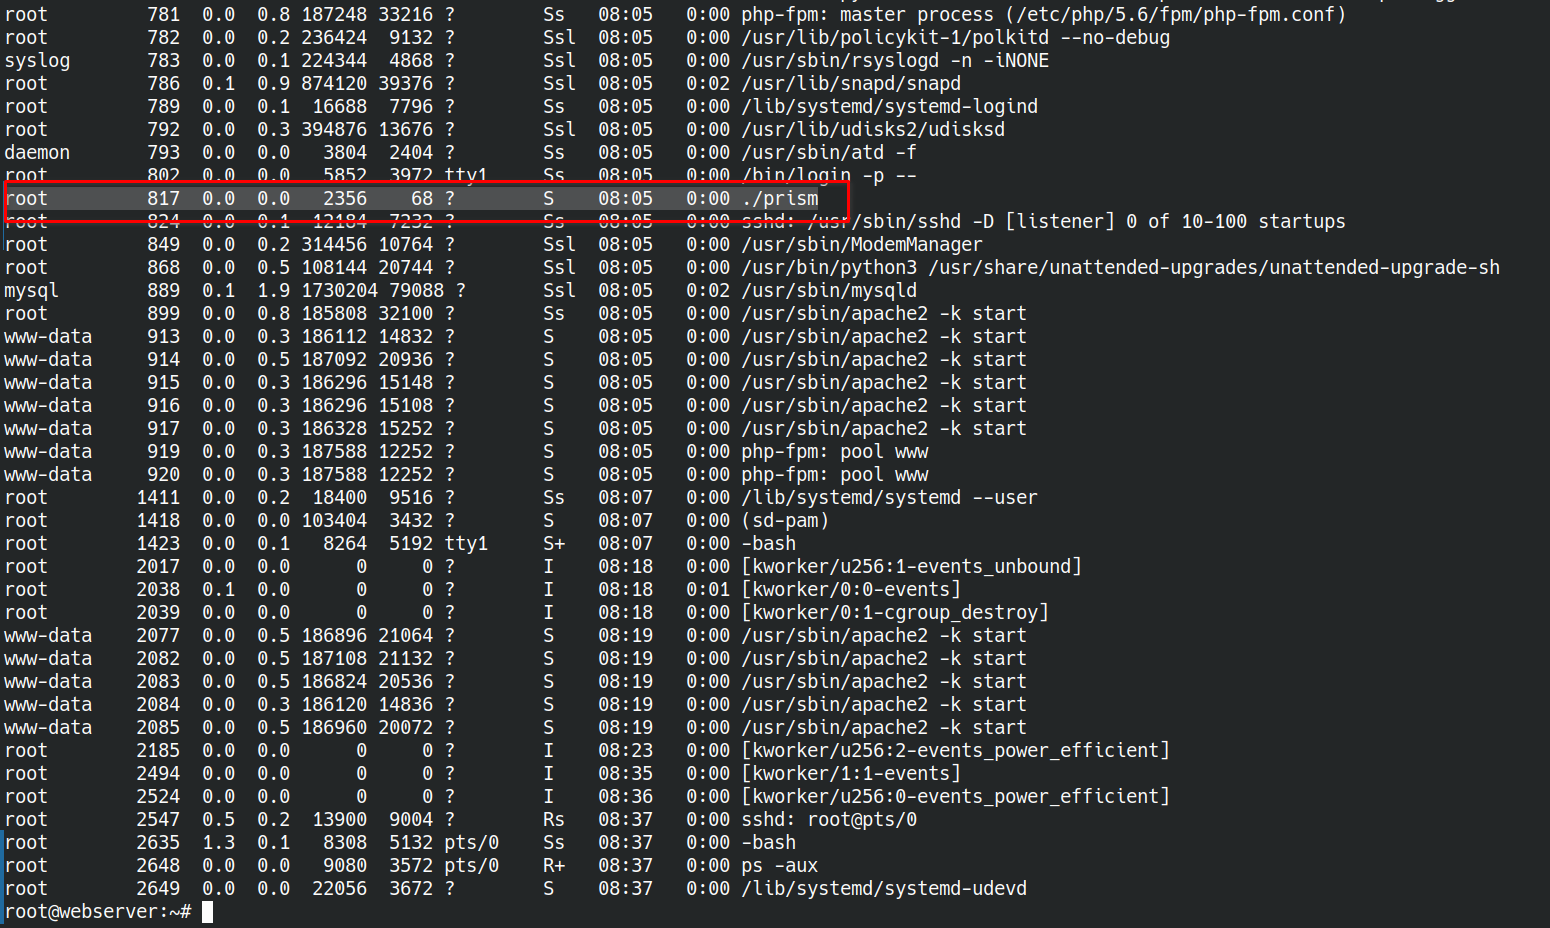 root 781 0.0 0.8 187248 33216 ? Ss 08:05 0:00 php-fpm: master process (/etc/php/5.6/fpm/php-fpm.conf)
root 782 0.0 0.2 236424 9132 ? Ssl 08:05 0:00 /usr/lib/policykit-1/polkitd --no-debug
syslog 783 0.0 0.1 224344 4868 ? Ssl 08:05 0:00 /usr/sbin/rsyslogd -n -iNONE
root 786 0.1 0.9 874120 39376 ? Ssl 08:05 0:02 /usr/lib/snapd/snapd
root 789 0.0 0.1 16688 7796 ? Ss 08:05 0:00 /lib/systemd/systemd-logind
root 792 0.0 0.3 394876 13676 ? Ssl 08:05 0:00 /usr/lib/udisks2/udisksd
daemon 793 0.0 0.0 3804 2404 ? Ss 08:05 0:00 /usr/sbin/atd -f
root 802 0.0 0.0 5852 3972 tty1 Ss 08:05 0:00 /bin/login -p --
root 817 0.0 0.0 2356 68 ? S 08:05 0:00 ./prism
root 824 0.0 0.1 12184 7232 ? Ss 08:05 0:00 sshd: /usr/sbin/sshd -D [listener] 0 of 10-100 startups
root 849 0.0 0.2 314456 10764 ? Ssl 08:05 0:00 /usr/sbin/ModemManager
root 868 0.0 0.5 108144 20744 ? Ssl 08:05 0:00 /usr/bin/python3 /usr/share/unattended-upgrades/unattended-upgrade-sh
mysql 889 0.1 1.9 1730204 79088 ? Ssl 08:05 0:02 /usr/sbin/mysqld
root 899 0.0 0.8 185808 32100 ? Ss 08:05 0:00 /usr/sbin/apache2 -k start
www-data 913 0.0 0.3 186112 14832 ? S 08:05 0:00 /usr/sbin/apache2 -k start
www-data 914 0.0 0.5 187092 20936 ? S 08:05 0:00 /usr/sbin/apache2 -k start
www-data 915 0.0 0.3 186296 15148 ? S 08:05 0:00 /usr/sbin/apache2 -k start
www-data 916 0.0 0.3 186296 15108 ? S 08:05 0:00 /usr/sbin/apache2 -k start
www-data 917 0.0 0.3 186328 15252 ? S 08:05 0:00 /usr/sbin/apache2 -k start
www-data 919 0.0 0.3 187588 12252 ? S 08:05 0:00 php-fpm: pool www
www-data 920 0.0 0.3 187588 12252 ? S 08:05 0:00 php-fpm: pool www
root 1411 0.0 0.2 18400 9516 ? Ss 08:07 0:00 /lib/systemd/systemd --user
root 1418 0.0 0.0 103404 3432 ? S 08:07 0:00 (sd-pam)
root 1423 0.0 0.1 8264 5192 tty1 S+ 08:07 0:00 -bash
root 2017 0.0 0.0 0 0 ? I 08:18 0:00 [kworker/u256:1-events_unbound]
root 2038 0.1 0.0 0 0 ? I 08:18 0:01 [kworker/0:0-events]
root 2039 0.0 0.0 0 0 ? I 08:18 0:00 [kworker/0:1-cgroup_destroy]
www-data 2077 0.0 0.5 186896 21064 ? S 08:19 0:00 /usr/sbin/apache2 -k start
www-data 2082 0.0 0.5 187108 21132 ? S 08:19 0:00 /usr/sbin/apache2 -k start
www-data 2083 0.0 0.5 186824 20536 ? S 08:19 0:00 /usr/sbin/apache2 -k start
www-data 2084 0.0 0.3 186120 14836 ? S 08:19 0:00 /usr/sbin/apache2 -k start
www-data 2085 0.0 0.5 186960 20072 ? S 08:19 0:00 /usr/sbin/apache2 -k start
root 2185 0.0 0.0 0 0 ? I 08:23 0:00 [kworker/u256:2-events_power_efficient]
root 2494 0.0 0.0 0 0 ? I 08:35 0:00 [kworker/1:1-events]
root 2524 0.0 0.0 0 0 ? I 08:36 0:00 [kworker/u256:0-events_power_efficient]
root 2547 0.5 0.2 13900 9004 ? Rs 08:37 0:00 sshd: root@pts/0
root 2635 1.3 0.1 8308 5132 pts/0 Ss 08:37 0:00 -bash
root 2648 0.0 0.0 9080 3572 pts/0 R+ 08:37 0:00 ps -aux
root 2649 0.0 0.0 22056 3672 ? S 08:37 0:00 /lib/systemd/systemd-udevd
root@webserver:~#